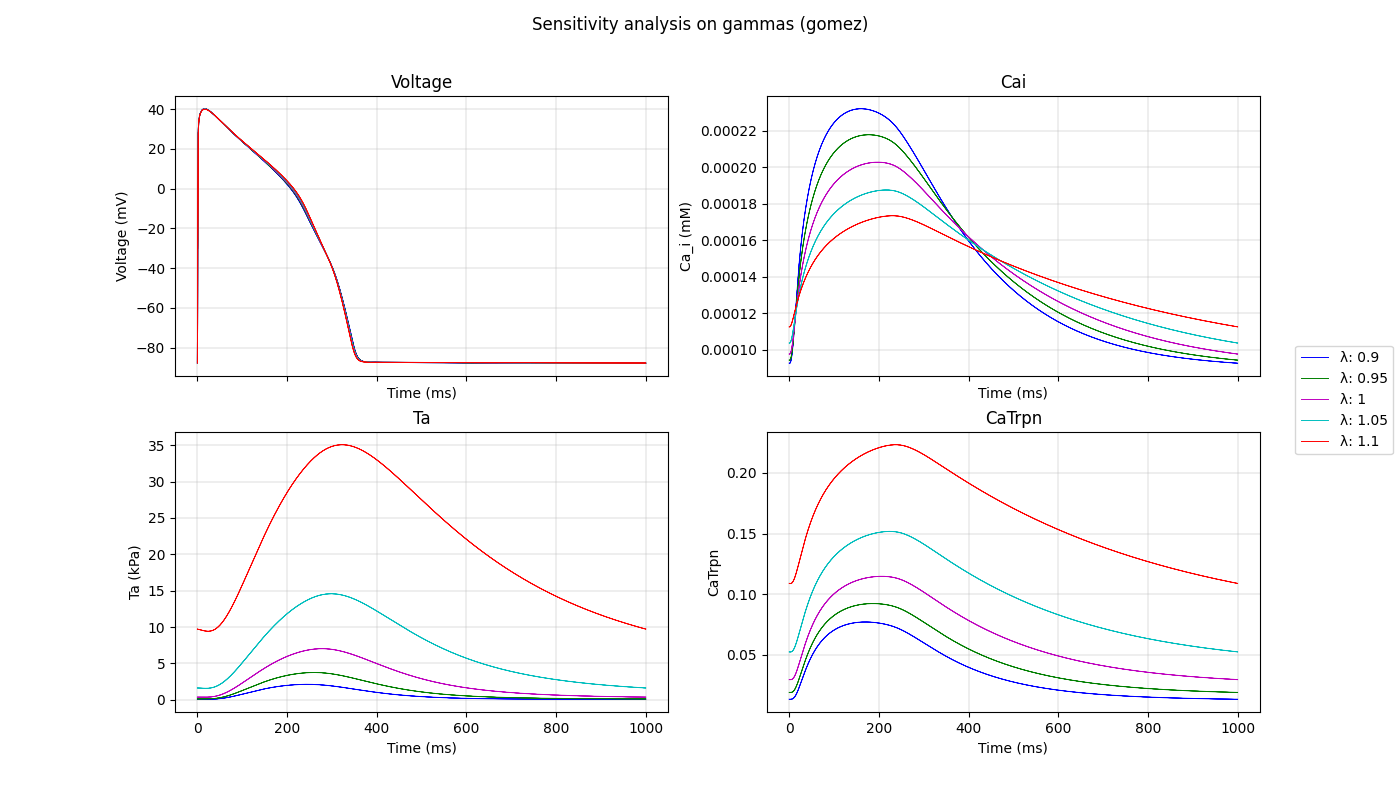 Sensitivity analysis on gammas (gomez)
Voltage
Voltage (mV)
40
20
0
−20
−40
−60
−80
Time (ms)
Cai
Ca_i (mM)
0.00022
0.00020
0.00018
0.00016
0.00014
0.00012
0.00010
Time (ms)
λ: 0.9
λ: 0.95
λ: 1
λ: 1.05
λ: 1.1
Ta
Ta (kPa)
35
30
25
20
15
10
5
0
0 200 400 600 800 1000
Time (ms)
CaTrpn
CaTrpn
0.20
0.15
0.10
0.05
0 200 400 600 800 1000
Time (ms)